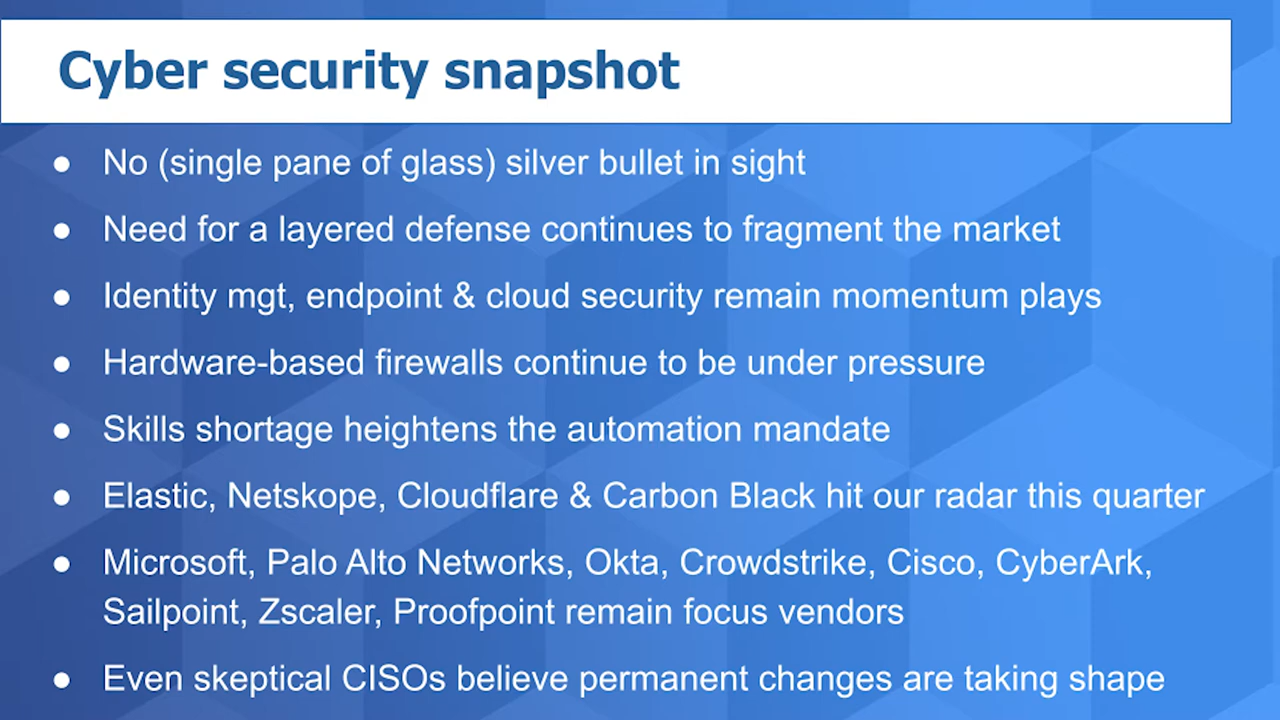 Cyber security snapshot
● No (single pane of glass) silver bullet in sight
● Need for a layered defense continues to fragment the market
● Identity mgt, endpoint & cloud security remain momentum plays
● Hardware-based firewalls continue to be under pressure
● Skills shortage heightens the automation mandate
● Elastic, Netskope, Cloudflare & Carbon Black hit our radar this quarter
● Microsoft, Palo Alto Networks, Okta, Crowdstrike, Cisco, CyberArk,
Sailpoint, Zscaler, Proofpoint remain focus vendors
● Even skeptical CISOs believe permanent changes are taking shape